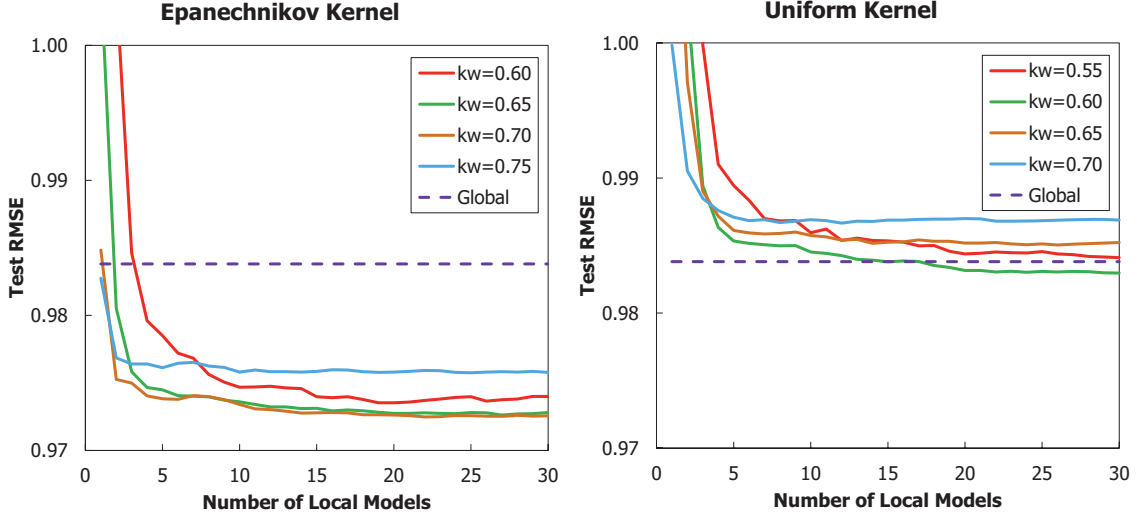 Epanechnikov Kernel
Test RMSE
1.00
0.99
0.98
0.97
kw=0.60
kw=0.65
kw=0.70
kw=0.75
Global
0 5 10 15 20 25 30
Number of Local Models
Uniform Kernel
Test RMSE
1.00
0.99
0.98
0.97
kw=0.55
kw=0.60
kw=0.65
kw=0.70
Global
0 5 10 15 20 25 30
Number of Local Models